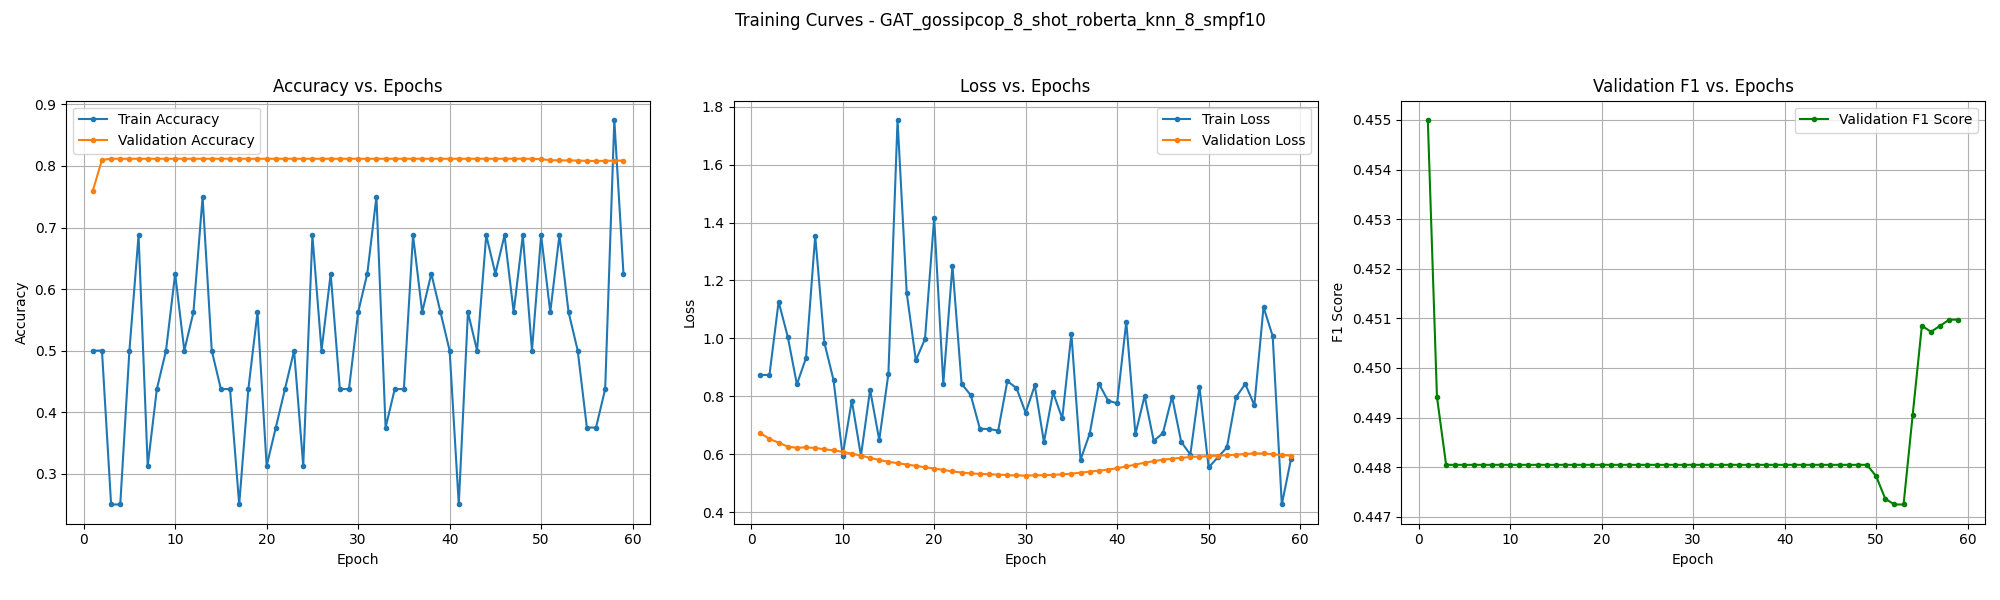 Training Curves - GAT_gossipcop_8_shot_roberta_knn_8_smpf10
Accuracy vs. Epochs
Train Accuracy
Validation Accuracy
0.9
0.8
0.7
0.6
0.5
0.4
0.3
Accuracy
0 10 20 30 40 50 60
Epoch
Loss vs. Epochs
Train Loss
Validation Loss
1.8
1.6
1.4
1.2
1.0
0.8
0.6
0.4
Loss
0 10 20 30 40 50 60
Epoch
Validation F1 vs. Epochs
Validation F1 Score
0.455
0.454
0.453
0.452
0.451
0.450
0.449
0.448
0.447
F1 Score
0 10 20 30 40 50 60
Epoch